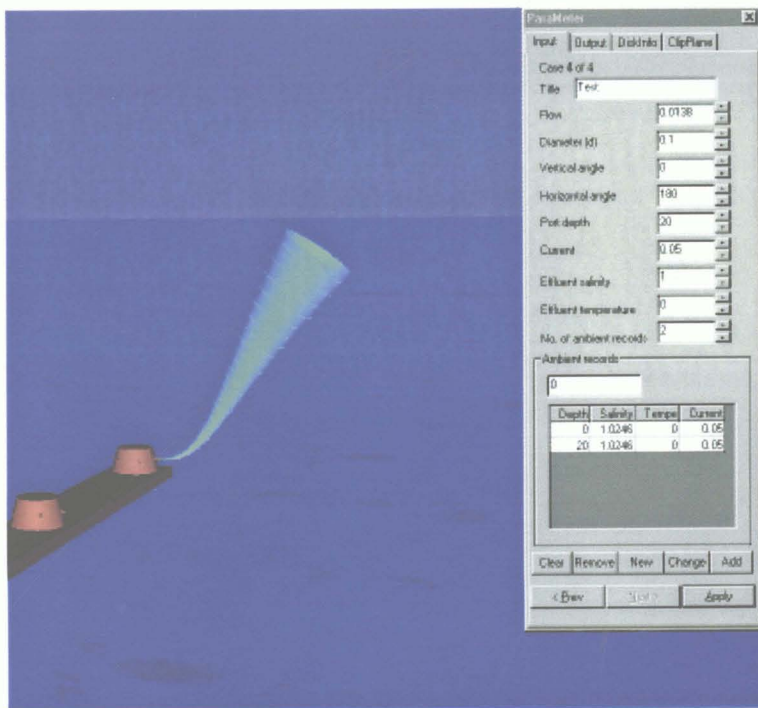 ParaMeter
Input Output DiskInfo ClipPlane
Case 4 of 4
Title Test
Flow 0.0138
Diameter (d) 0.1
Vertical angle 0
Horizontal angle 180
Port depth 20
Current 0.05
Effluent salinity 1
Effluent temperature 0
No. of ambient records 2
Ambient records
0
Depth Salinity Tempe Current
0 1.0246 0 0.05
20 1.0246 0 0.05
Clear Remove New Change Add
< Prev Next > Apply